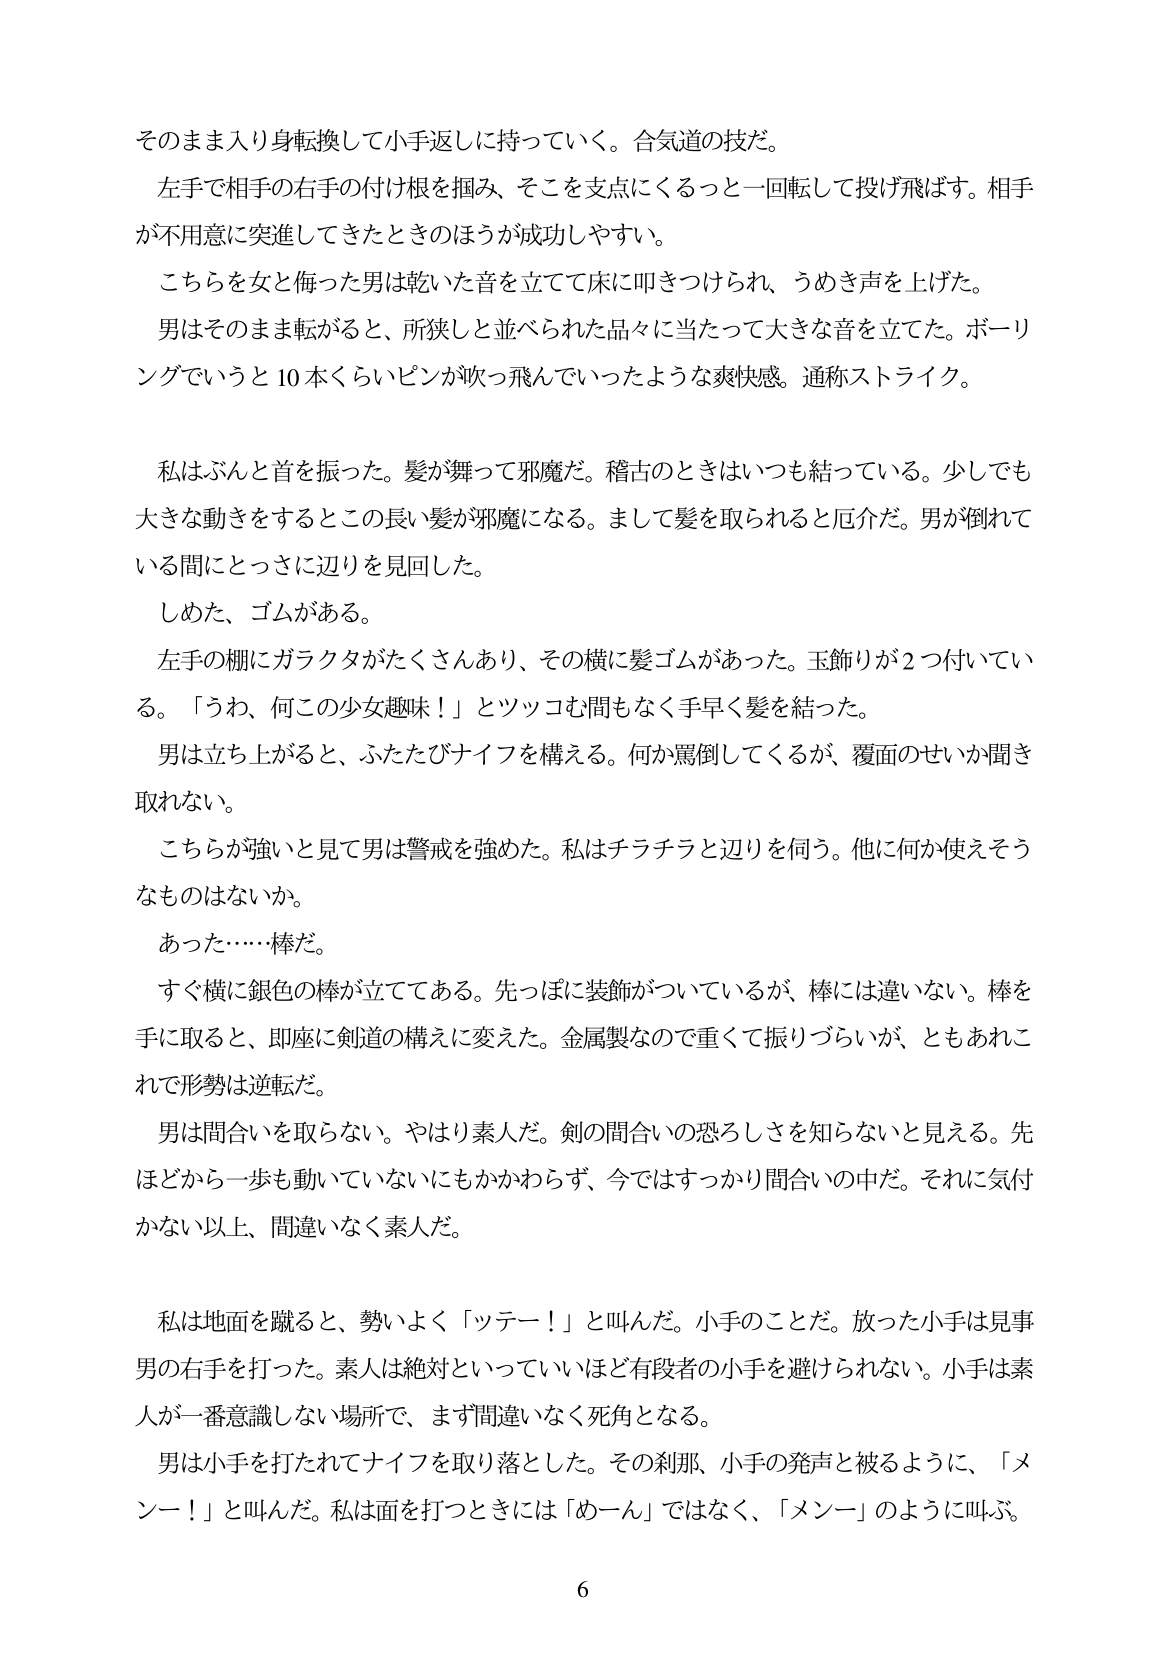 そのまま入り身転換して小手返しに持っていく。合気道の技だ。
　左手で相手の右手の付け根を掴み、そこを支点にくるっと一回転して投げ飛ばす。相手
が不用意に突進してきたときのほうが成功しやすい。
　こちらを女と侮った男は乾いた音を立てて床に叩きつけられ、うめき声を上げた。
　男はそのまま転がると、所狭しと並べられた品々に当たって大きな音を立てた。ボーリ
ングでいうと 10 本くらいピンが吹っ飛んでいったような爽快感。通称ストライク。

　私はぶんと首を振った。髪が舞って邪魔だ。稽古のときはいつも結っている。少しでも
大きな動きをするとこの長い髪が邪魔になる。まして髪を取られると厄介だ。男が倒れて
いる間にとっさに辺りを見回した。
　しめた、ゴムがある。
　左手の棚にガラクタがたくさんあり、その横に髪ゴムがあった。玉飾りが 2 つ付いてい
る。「うわ、何この少女趣味！」とツッコむ間もなく手早く髪を結った。
　男は立ち上がると、ふたたびナイフを構える。何か罵倒してくるが、覆面のせいか聞き
取れない。
　こちらが強いと見て男は警戒を強めた。私はチラチラと辺りを伺う。他に何か使えそう
なものはないか。
　あった……棒だ。
　すぐ横に銀色の棒が立ててある。先っぽに装飾がついているが、棒には違いない。棒を
手に取ると、即座に剣道の構えに変えた。金属製なので重くて振りづらいが、ともあれこ
れで形勢は逆転だ。
　男は間合いを取らない。やはり素人だ。剣の間合いの恐ろしさを知らないと見える。先
ほどから一歩も動いていないにもかかわらず、今ではすっかり間合いの中だ。それに気付
かない以上、間違いなく素人だ。

　私は地面を蹴ると、勢いよく「ッテー！」と叫んだ。小手のことだ。放った小手は見事
男の右手を打った。素人は絶対といっていいほど有段者の小手を避けられない。小手は素
人が一番意識しない場所で、まず間違いなく死角となる。
　男は小手を打たれてナイフを取り落とした。その刹那、小手の発声と被るように、「メ
ンー！」と叫んだ。私は面を打つときには「めーん」ではなく、「メンー」のように叫ぶ。
6